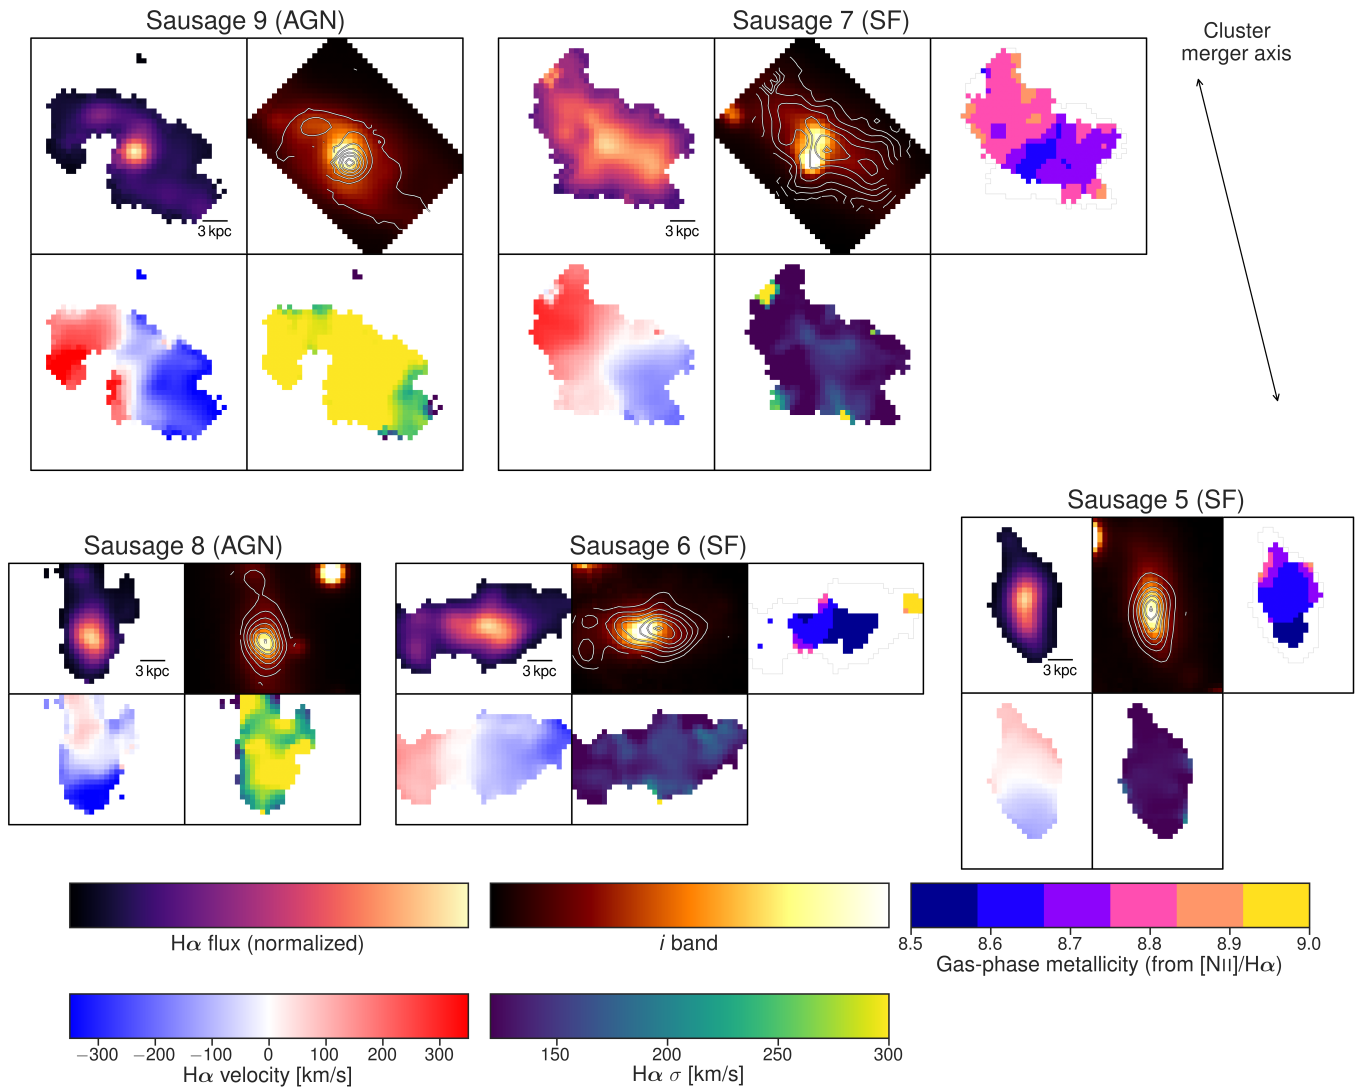 Sausage 9 (AGN)
Sausage 7 (SF)
Cluster
merger axis
3 kpc
3 kpc
Sausage 5 (SF)
Sausage 8 (AGN)
Sausage 6 (SF)
3 kpc
3 kpc
3 kpc
Hα flux (normalized)
i band
8.5 8.6 8.7 8.8 8.9 9.0
Gas-phase metallicity (from [NII]/Hα)
−300 −200 −100 0 100 200 300
Hα velocity [km/s]
150 200 250 300
Hα σ [km/s]